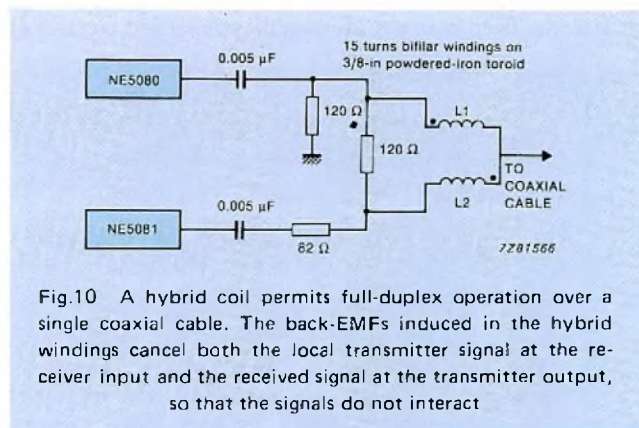 15 turns bifilar windings on
3/8-in powdered-iron toroid
0.005 µF
NE5080
L1
120 Ω
120 Ω
TO
COAXIAL
CABLE
L2
0.005 µF
NE5081
82 Ω
7Z81566
Fig.10 A hybrid coil permits full-duplex operation over a
single coaxial cable. The back-EMFs induced in the hybrid
windings cancel both the local transmitter signal at the re-
ceiver input and the received signal at the transmitter output,
so that the signals do not interact